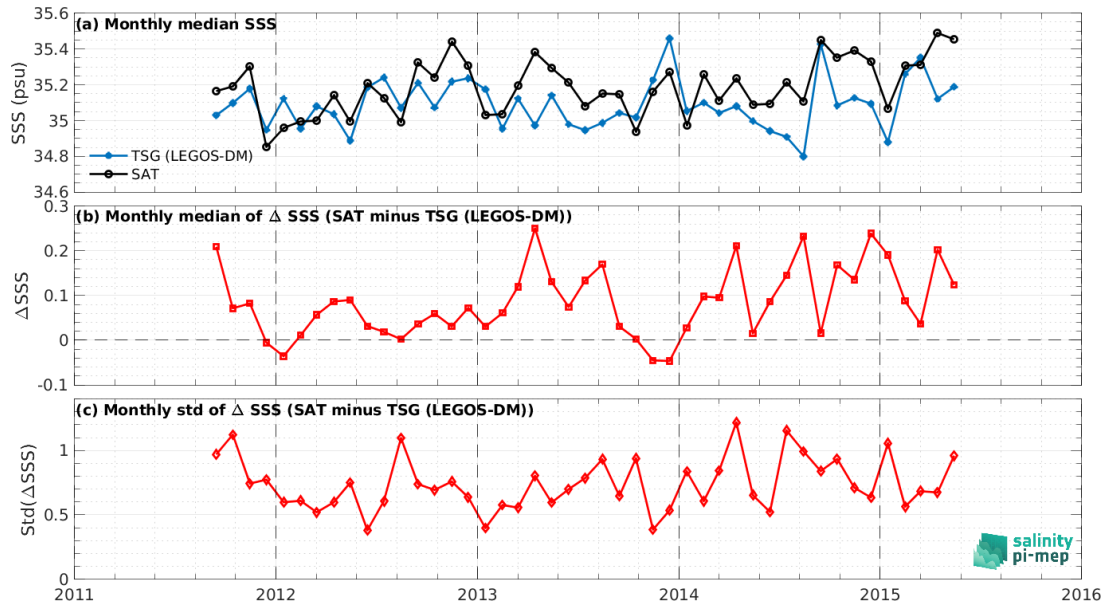 35.6
(a) Monthly median SSS
35.4
35.2
SSS (psu)
35
34.8
TSG (LEGOS-DM)
SAT
34.6
0.3
(b) Monthly median of Δ SSS (SAT minus TSG (LEGOS-DM))
0.2
ΔSSS
0.1
0
-0.1
(c) Monthly std of Δ SSS (SAT minus TSG (LEGOS-DM))
1
Std(ΔSSS)
0.5
salinity
pi-mep
0
2011 2012 2013 2014 2015 2016